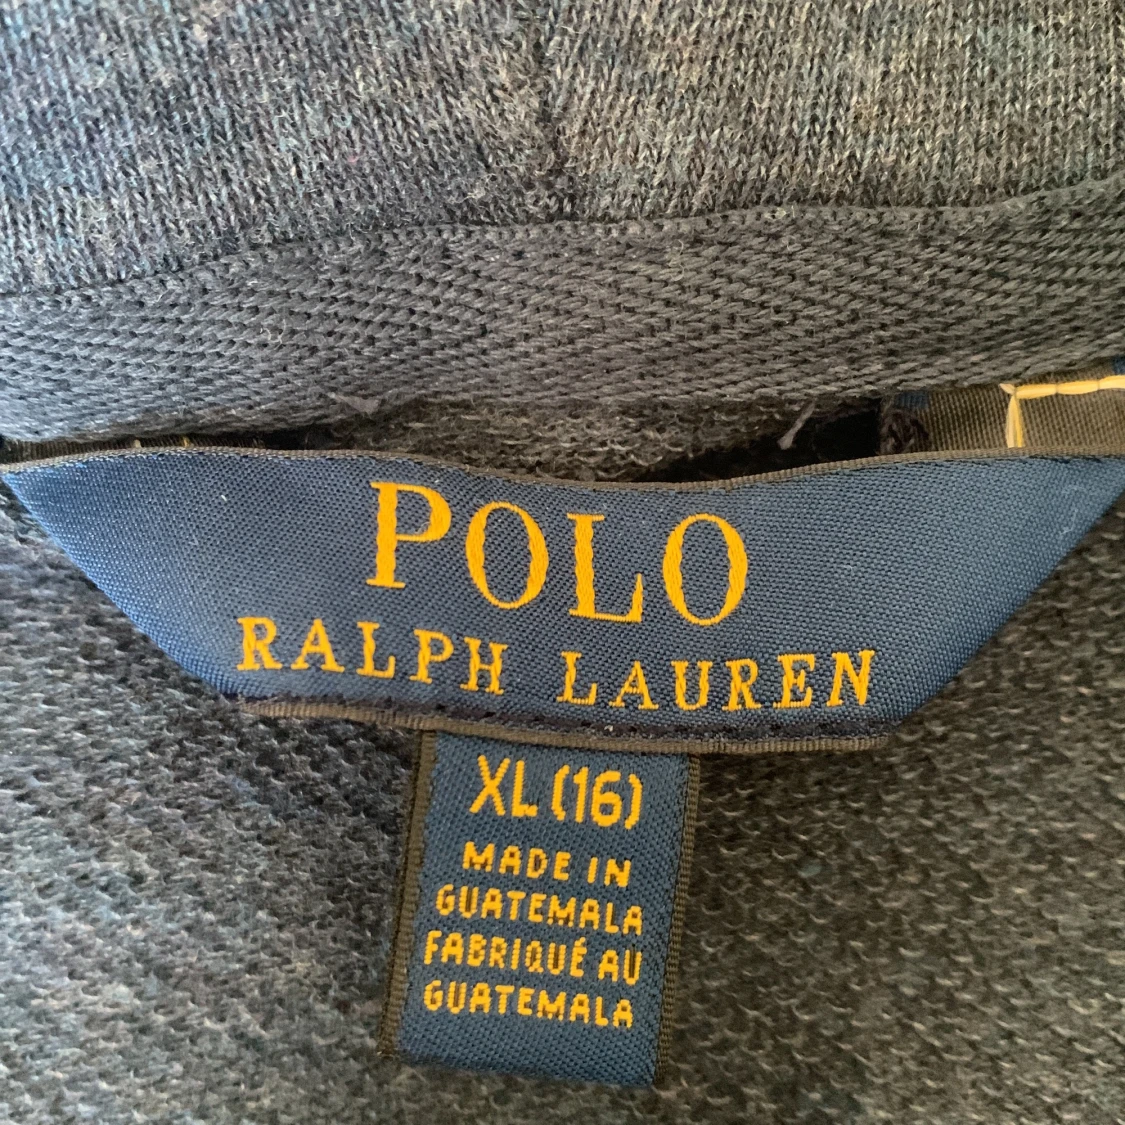 POLO
RALPH LAUREN
XL (16)
MADE IN
GUATEMALA
FABRIQUÉ AU
GUATEMALA